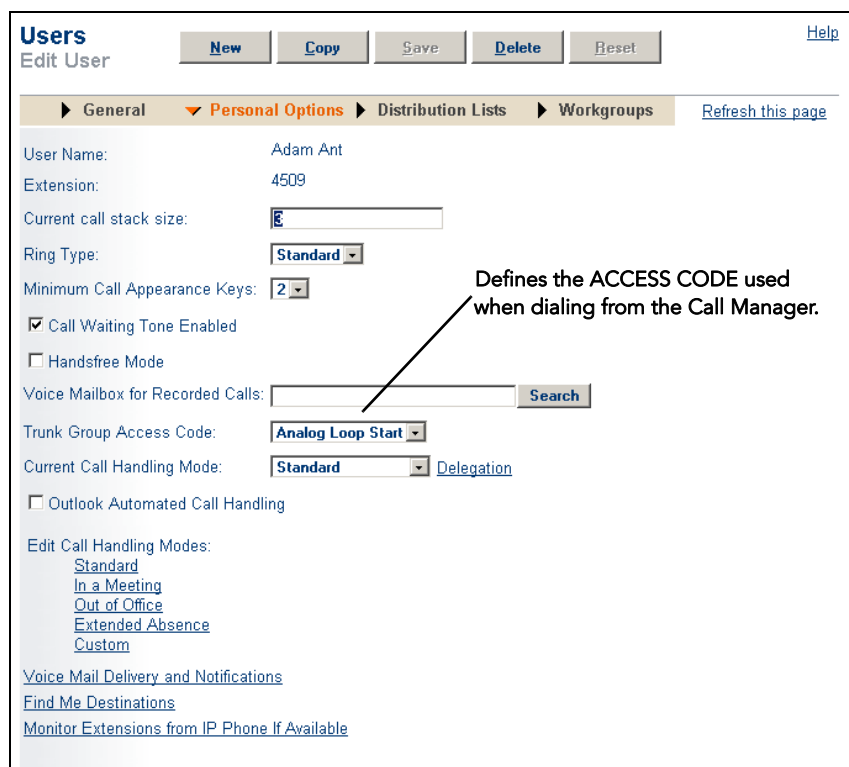 Users
Edit User
New Copy Save Delete Reset
Help
General Personal Options Distribution Lists Workgroups Refresh this page
User Name: Adam Ant
Extension: 4509
Current call stack size: 3
Ring Type: Standard
Minimum Call Appearance Keys: 2
Defines the ACCESS CODE used
when dialing from the Call Manager.
Call Waiting Tone Enabled
Handsfree Mode
Voice Mailbox for Recorded Calls: Search
Trunk Group Access Code: Analog Loop Start
Current Call Handling Mode: Standard Delegation
Outlook Automated Call Handling
Edit Call Handling Modes:
Standard
In a Meeting
Out of Office
Extended Absence
Custom
Voice Mail Delivery and Notifications
Find Me Destinations
Monitor Extensions from IP Phone If Available